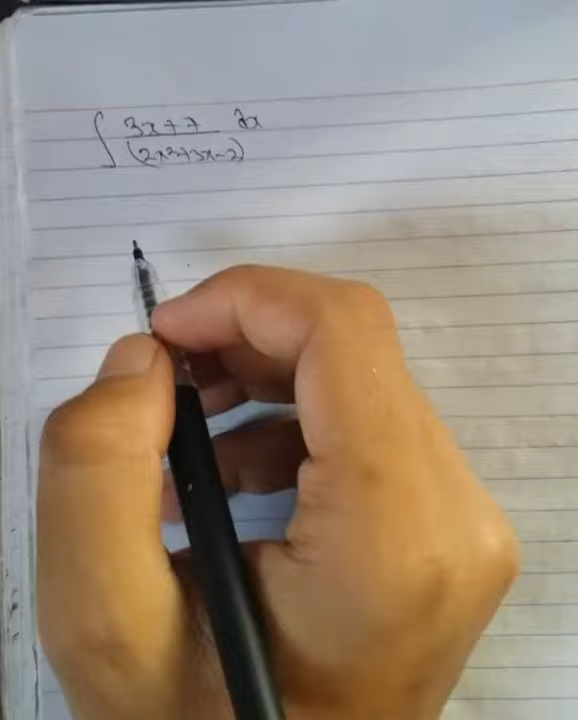 ∫ (3x+7)/(2x²+3x-2) dx